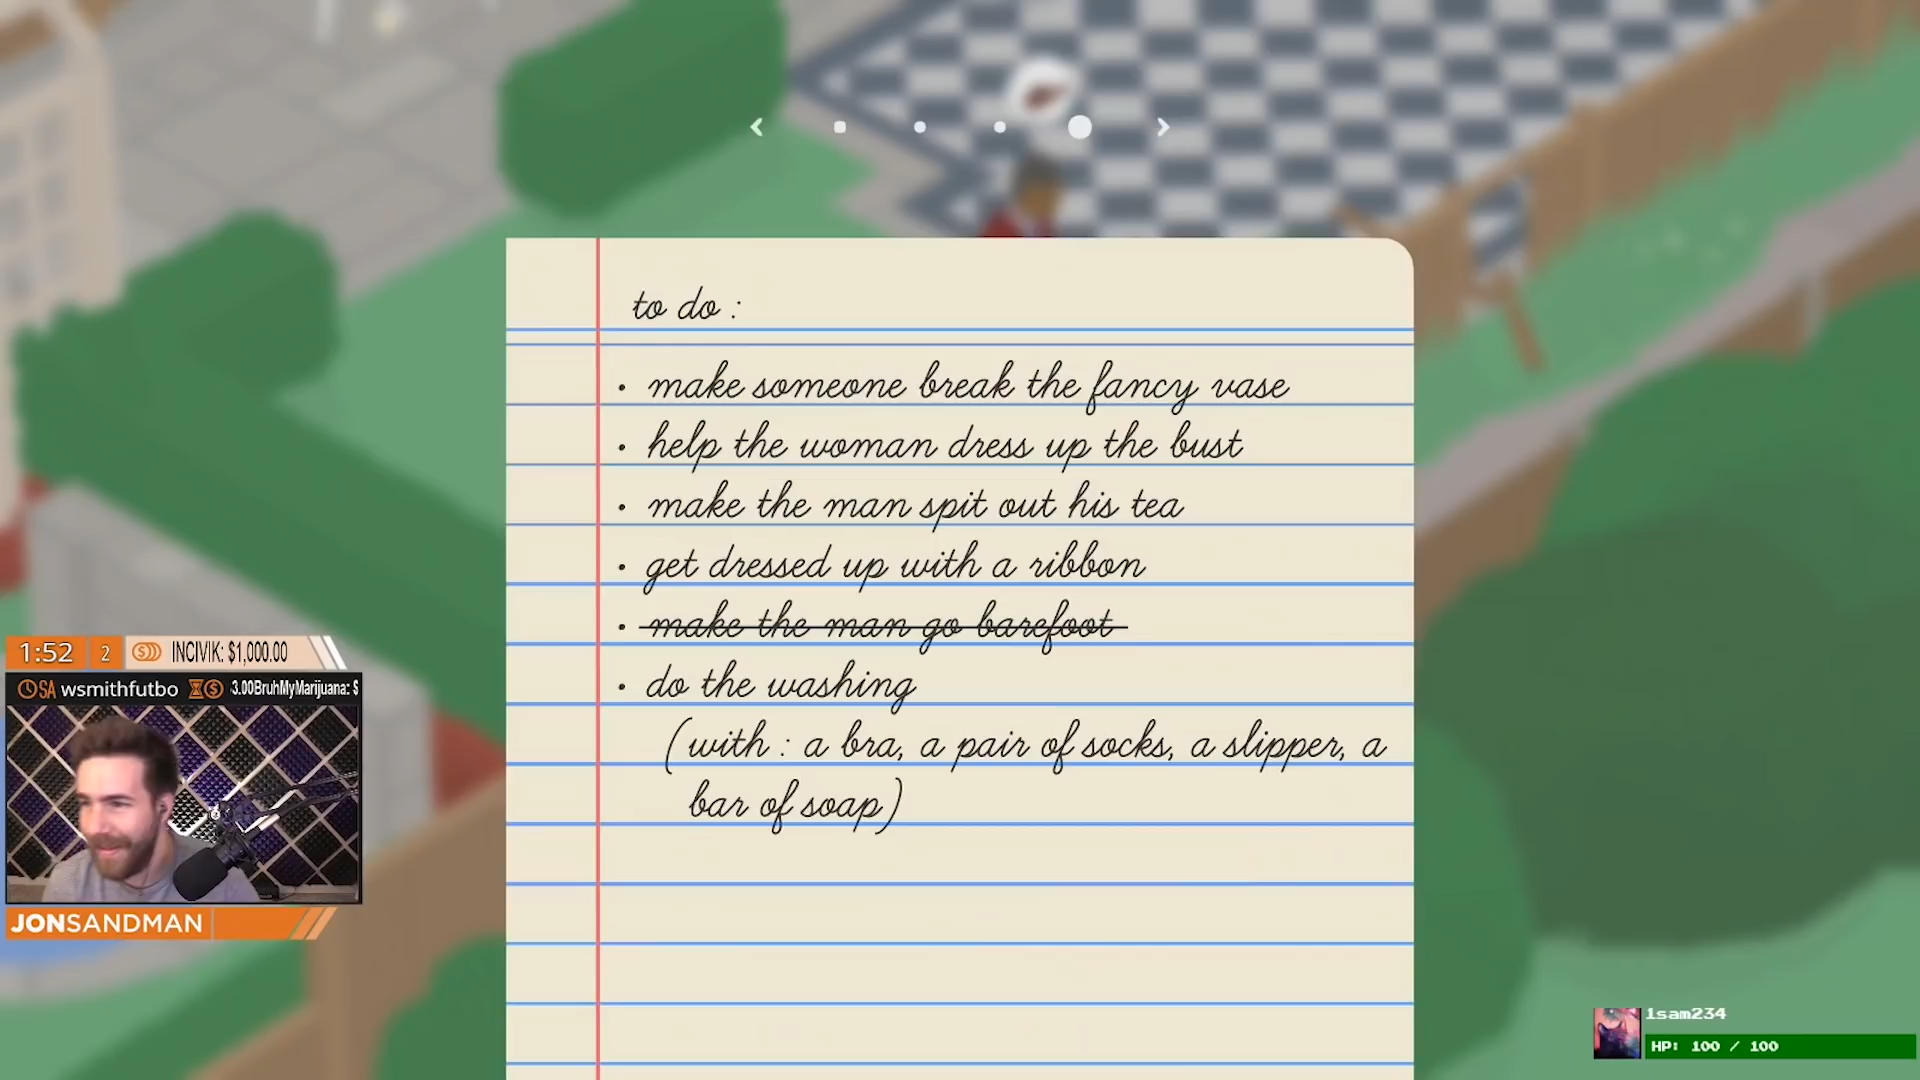 to do :
• make someone break the fancy vase
• help the woman dress up the bust
• make the man spit out his tea
• get dressed up with a ribbon
• make the man go barefoot
• do the washing
(with : a bra, a pair of socks, a slipper, a
bar of soap)
1:52 2 INCIVIK: $1,000.00
SA wsmithfutbo 3.00BruhMyMarijuana: $
JONSANDMAN
1sam234
HP: 100 / 100